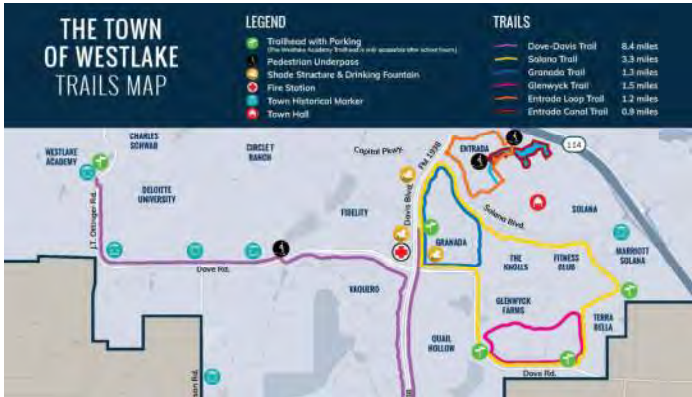 THE TOWN
OF WESTLAKE
TRAILS MAP
LEGEND
Trailhead with Parking
(The Westlake Academy Trailhead is only accessible after school hours.)
Pedestrian Underpass
Shade Structure & Drinking Fountain
Fire Station
Town Historical Marker
Town Hall
TRAILS
Dove-Davis Trail 8.4 miles
Solana Trail 3.3 miles
Granada Trail 1.3 miles
Glenwyck Trail 1.5 miles
Entrada Loop Trail 1.2 miles
Entrada Canal Trail 0.9 miles
CHARLES
SCHWAB
WESTLAKE
ACADEMY
CIRCLE T
RANCH
Capitol Pkwy.
FM 1938
ENTRADA
114
DELOITTE
UNIVERSITY
J.T. Ottinger Rd.
FIDELITY
Davis Blvd.
Solana Blvd.
SOLANA
GRANADA
MARRIOTT
SOLANA
THE
KNOLLS
FITNESS
CLUB
Dove Rd.
VAQUERO
GLENWYCK
FARMS
TERRA
BELLA
QUAIL
HOLLOW
Dove Rd.